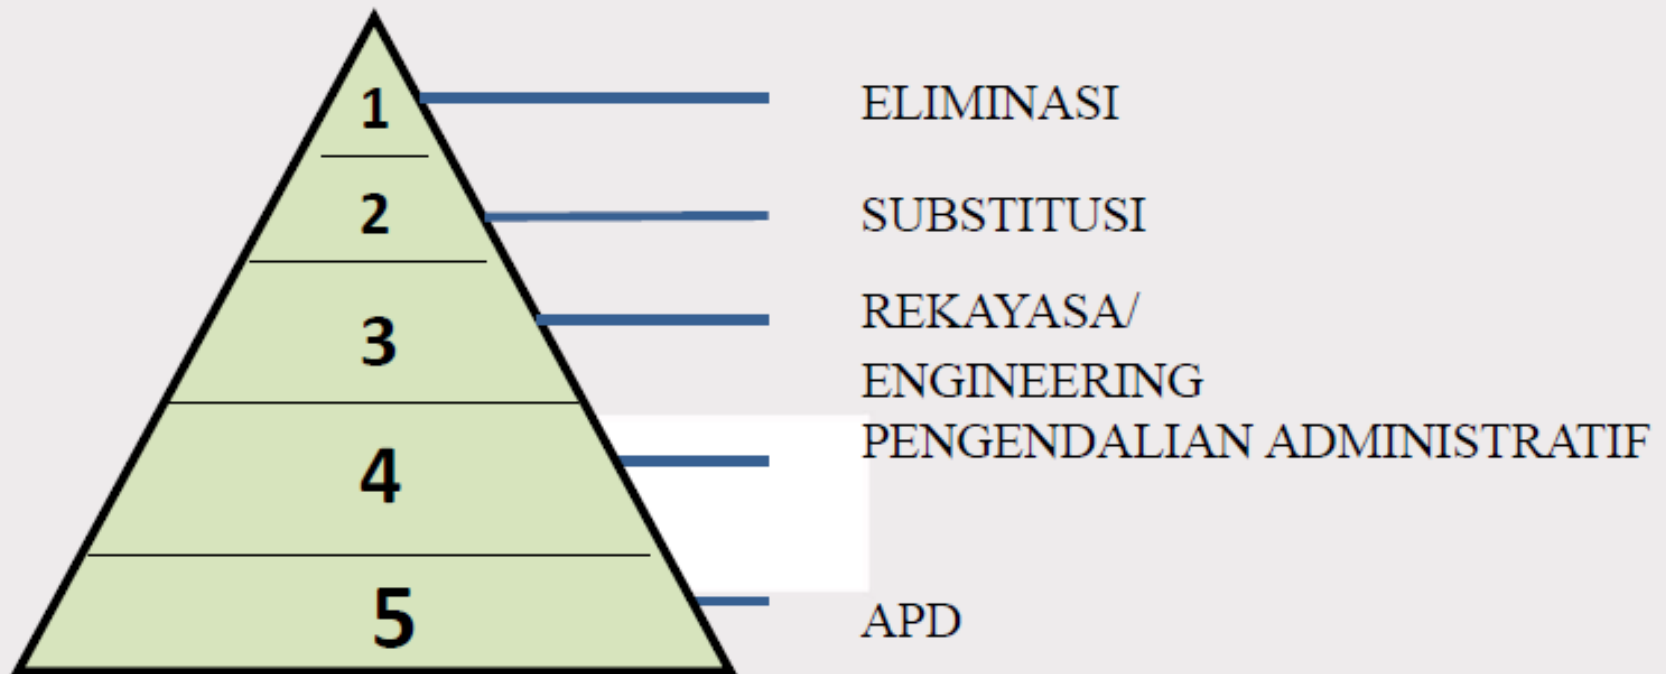 1 ELIMINASI
2 SUBSTITUSI
3 REKAYASA/
ENGINEERING
4 PENGENDALIAN ADMINISTRATIF
5 APD